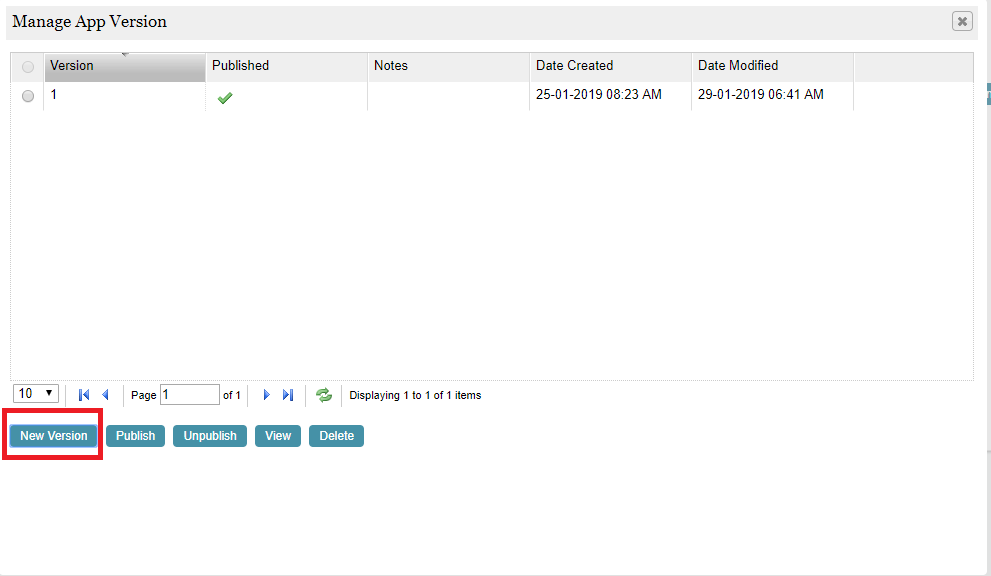 Manage App Version
Version Published Notes Date Created Date Modified
1 25-01-2019 08:23 AM 29-01-2019 06:41 AM
10 Page 1 of 1 Displaying 1 to 1 of 1 items
New Version Publish Unpublish View Delete